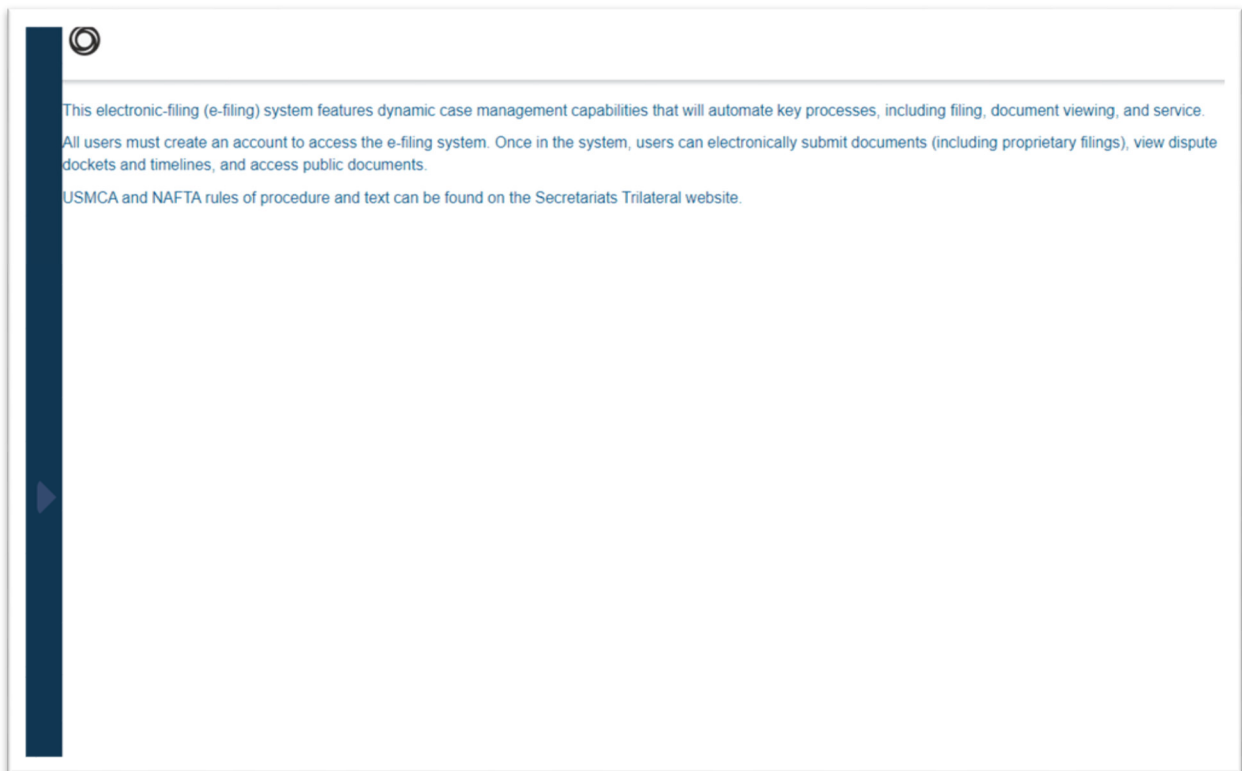 This electronic-filing (e-filing) system features dynamic case management capabilities that will automate key processes, including filing, document viewing, and service.
All users must create an account to access the e-filing system. Once in the system, users can electronically submit documents (including proprietary filings), view dispute
dockets and timelines, and access public documents.
USMCA and NAFTA rules of procedure and text can be found on the Secretariats Trilateral website.